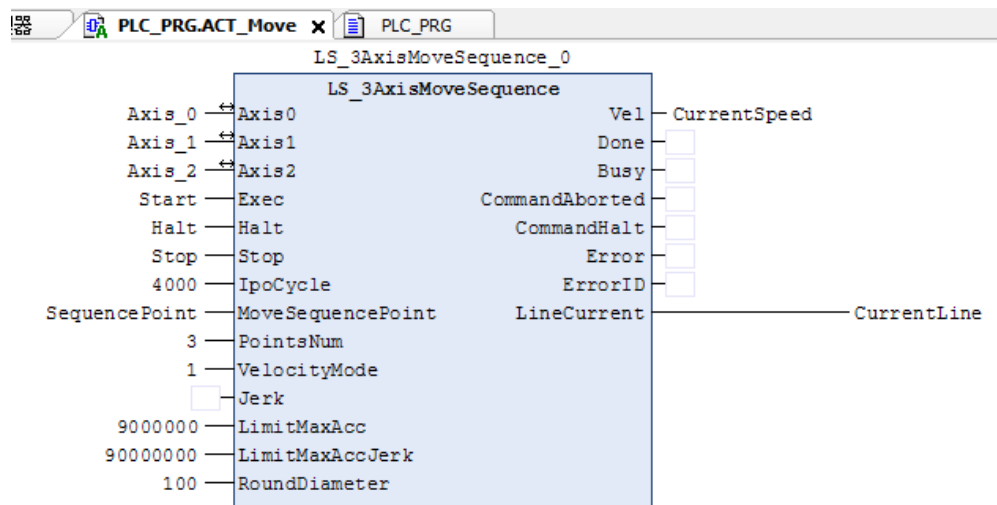 器 PLC_PRG.ACT_Move x PLC_PRG
LS_3AxisMoveSequence_0
LS_3AxisMoveSequence
Axis_0 Axis0 Vel CurrentSpeed
Axis_1 Axis1 Done
Axis_2 Axis2 Busy
Start Exec CommandAborted
Halt Halt CommandHalt
Stop Stop Error
4000 IpoCycle ErrorID
SequencePoint MoveSequencePoint LineCurrent CurrentLine
3 PointsNum
1 VelocityMode
Jerk
9000000 LimitMaxAcc
90000000 LimitMaxAccJerk
100 RoundDiameter